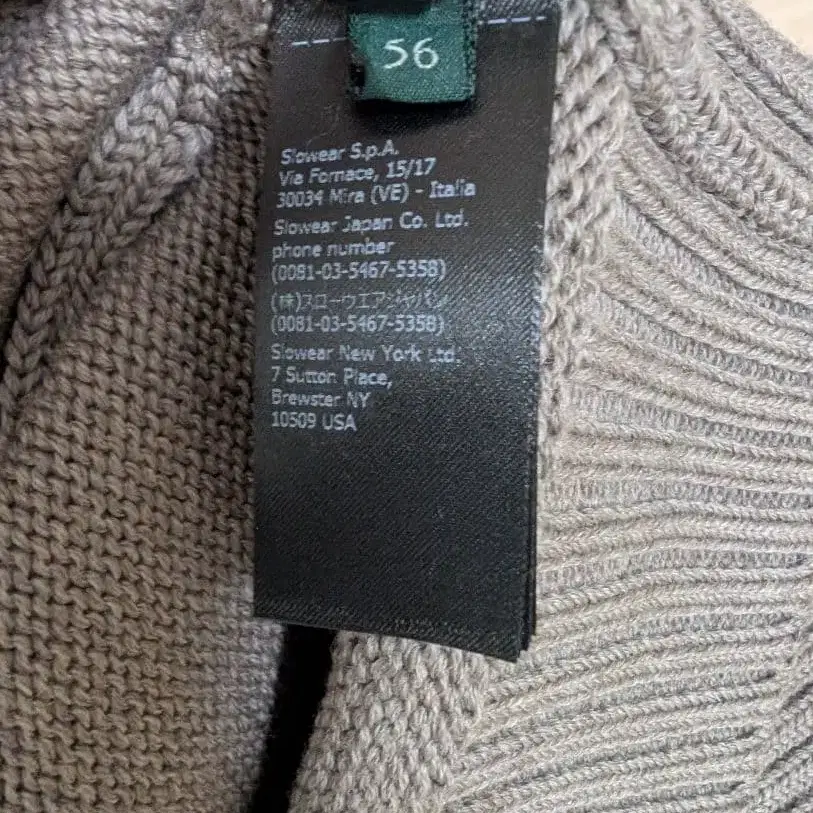 56
Slowear S.p.A.
Via Fornace, 15/17
30034 Mira (VE) - Italia
Slowear Japan Co. Ltd.
phone number
(0081-03-5467-5358)
(株)スローウエアジャパン
(0081-03-5467-5358)
Slowear New York Ltd.
7 Sutton Place,
Brewster NY
10509 USA